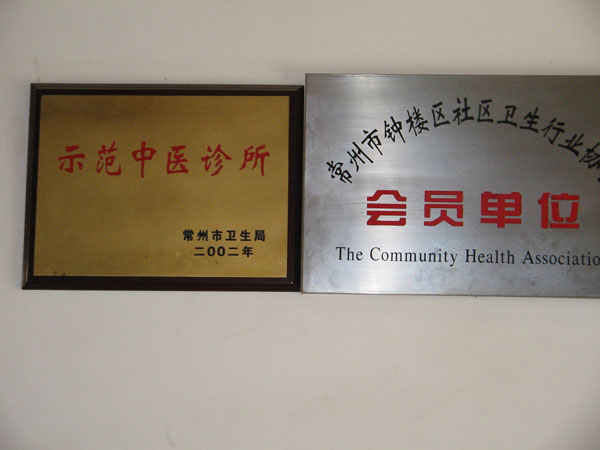 示范中医诊所
常州市卫生局
二〇〇二年
常州市钟楼区社区卫生行业协
会员单位
The Community Health Associatio